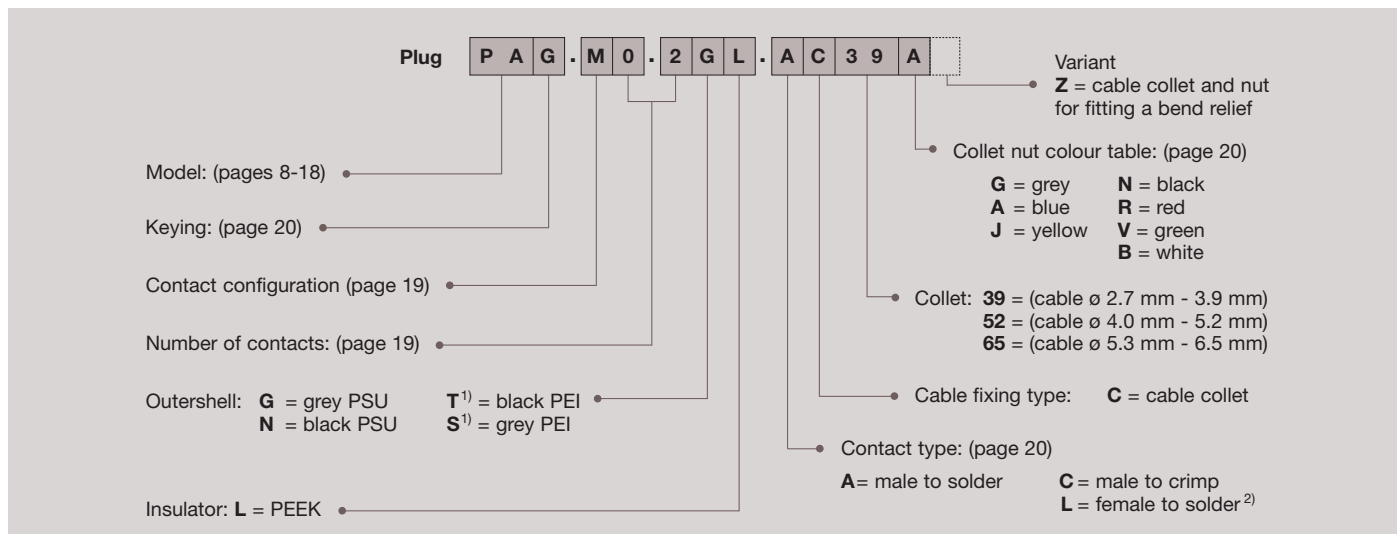 Plug PAG.M0.2GL.AC39A
Variant
Z = cable collet and nut
for fitting a bend relief
Collet nut colour table: (page 20)
G = grey N = black
A = blue R = red
J = yellow V = green
B = white
Model: (pages 8-18)
Keying: (page 20)
Contact configuration (page 19)
Number of contacts: (page 19)
Collet: 39 = (cable ø 2.7 mm - 3.9 mm)
52 = (cable ø 4.0 mm - 5.2 mm)
65 = (cable ø 5.3 mm - 6.5 mm)
Outershell: G = grey PSU T1) = black PEI
N = black PSU S1) = grey PEI
Cable fixing type: C = cable collet
Contact type: (page 20)
A= male to solder C = male to crimp
L = female to solder 2)
Insulator: L = PEEK